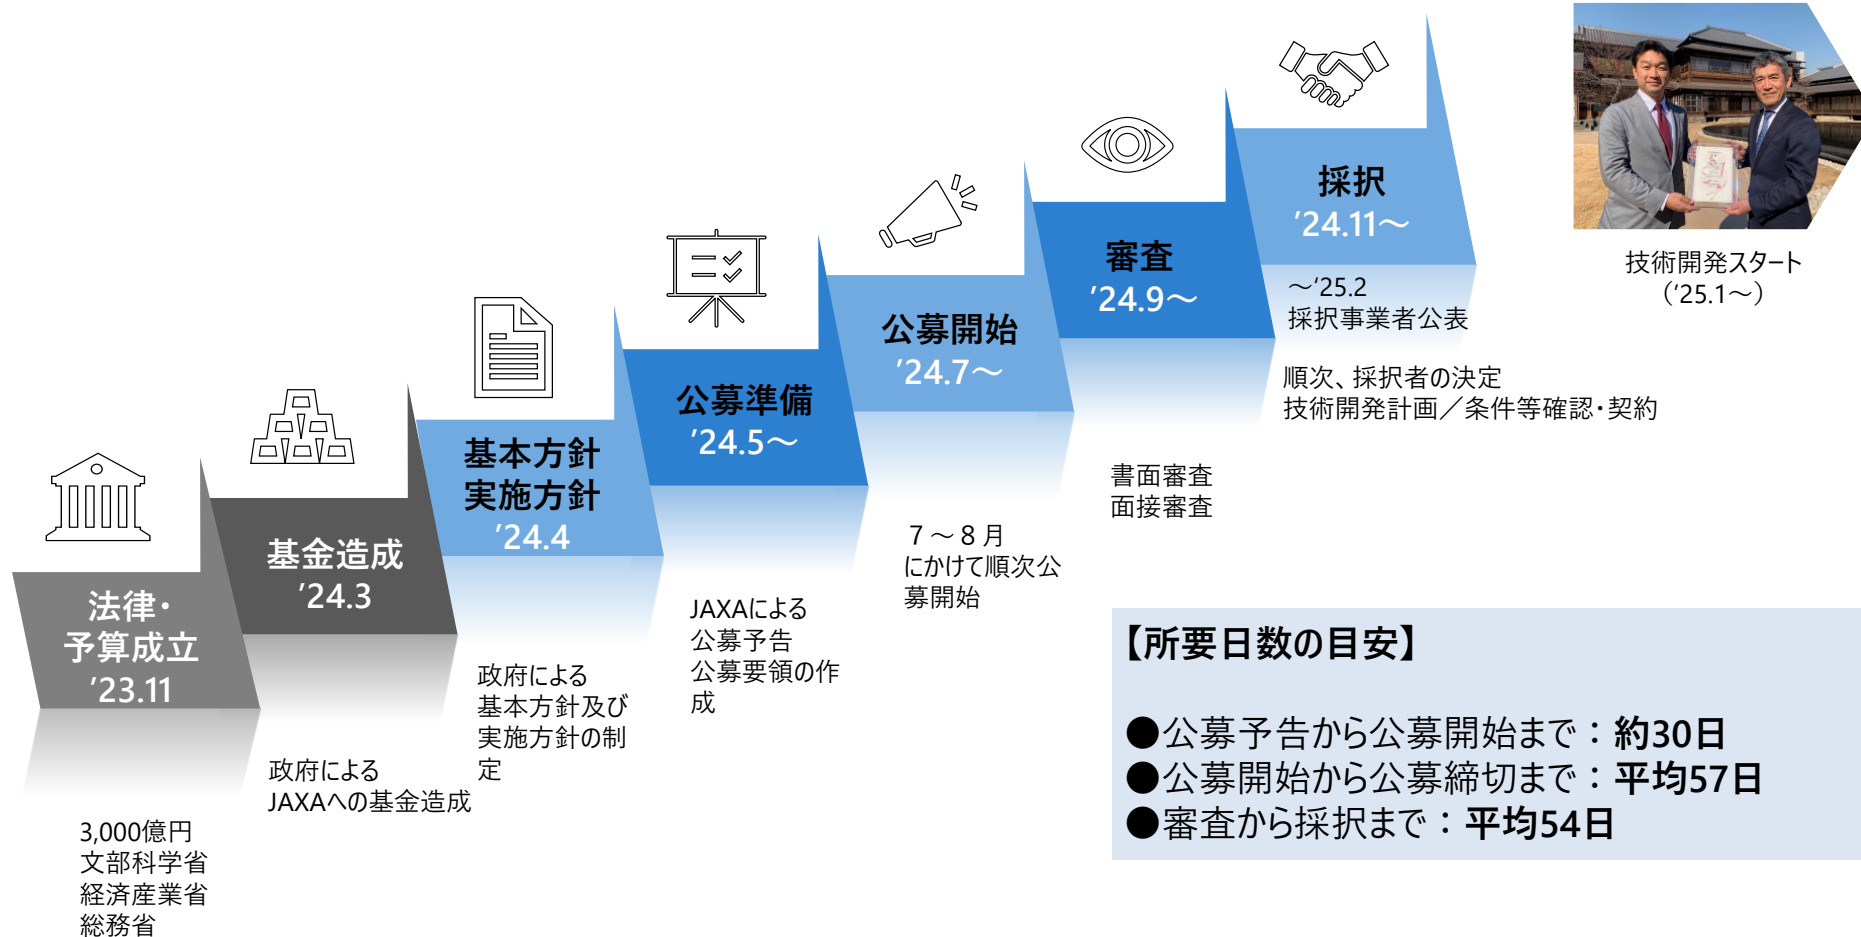 法律・
予算成立
’23.11
3,000億円
文部科学省
経済産業省
総務省
基金造成
’24.3
政府による
JAXAへの基金造成
基本方針
実施方針
’24.4
政府による
基本方針及び
実施方針の制
定
公募準備
’24.5～
JAXAによる
公募予告
公募要領の作
成
公募開始
’24.7～
７～８月
にかけて順次公
募開始
審査
’24.9～
書面審査
面接審査
採択
’24.11～
～’25.2
採択事業者公表
順次、採択者の決定
技術開発計画／条件等確認・契約
技術開発スタート
（’25.1～）
【所要日数の目安】
●公募予告から公募開始まで：約30日
●公募開始から公募締切まで：平均57日
●審査から採択まで：平均54日